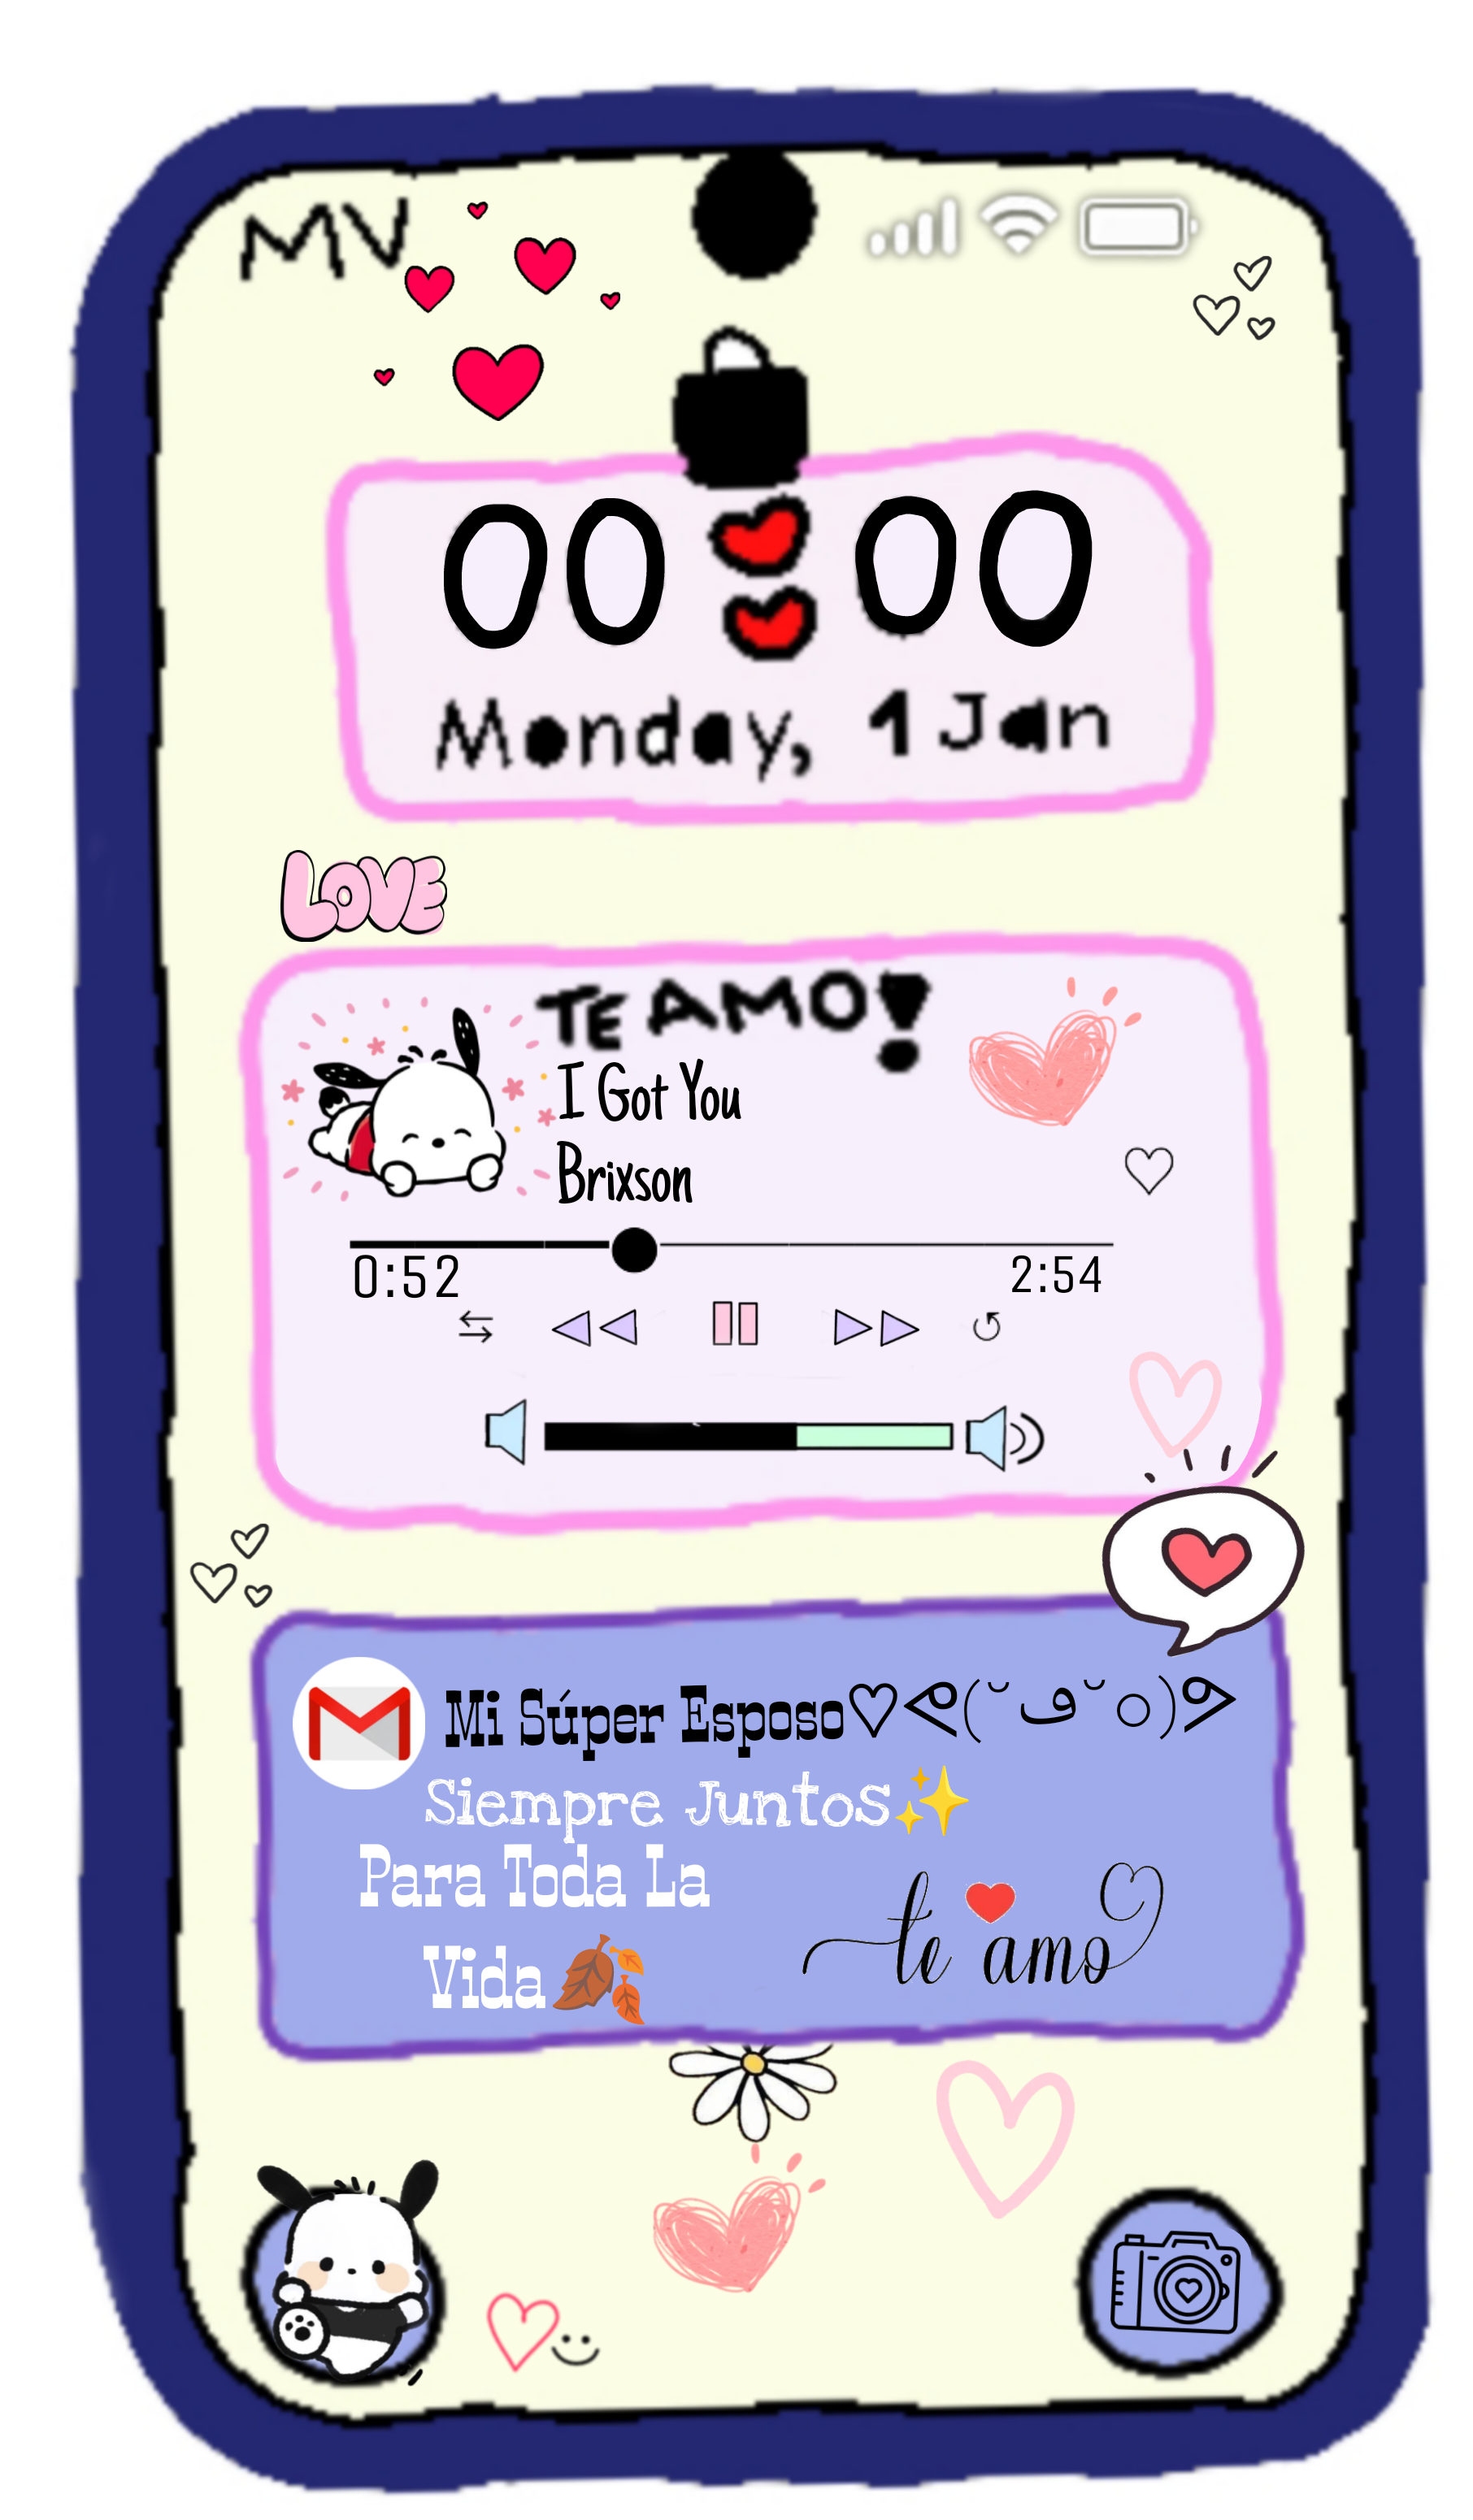 MV
00 00
Monday, 1 Jan
LOVE
TE AMO!
I Got You
Brixson
0:52 2:54
Mi Súper Esposo♡ᕙ(˘ڡ˘○)ᕗ
Siempre Juntos✨
Para Toda La
Vida🍂
te amo